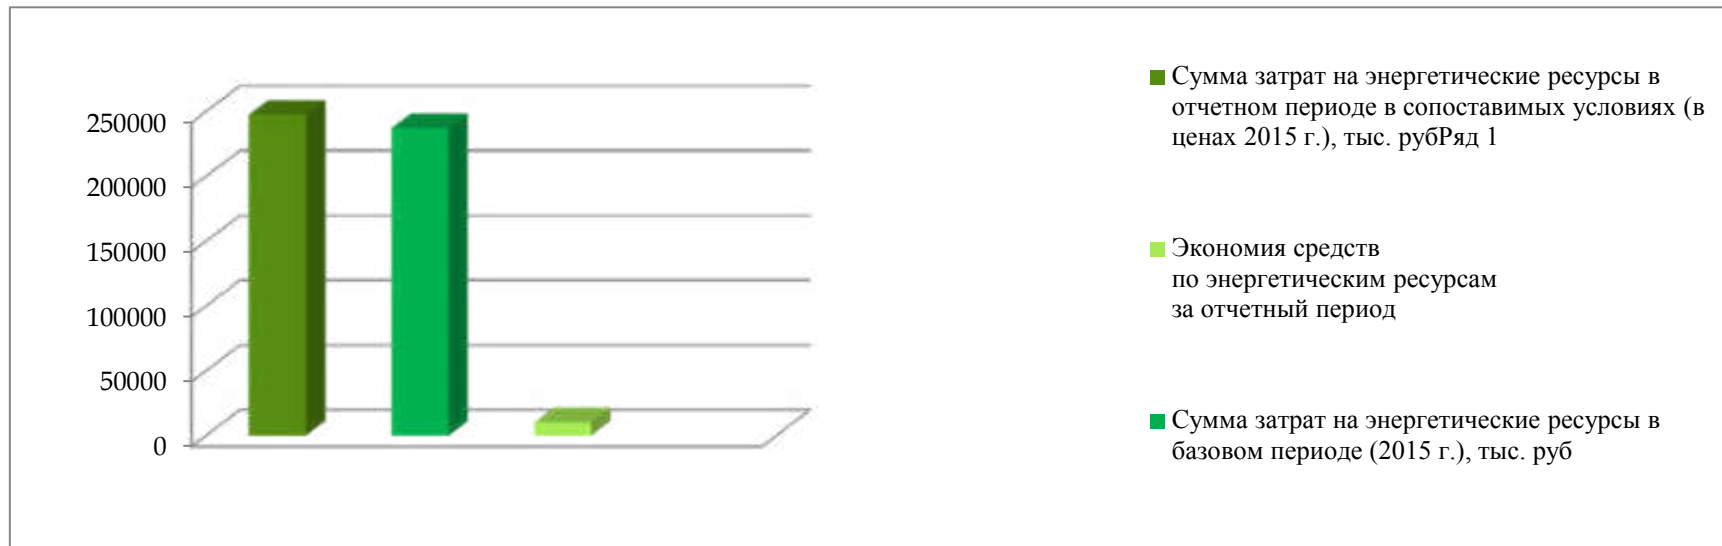 250000
200000
150000
100000
50000
0
Сумма затрат на энергетические ресурсы в
отчетном периоде в сопоставимых условиях (в
ценах 2015 г.), тыс. рубРяд 1
Экономия средств
по энергетическим ресурсам
за отчетный период
Сумма затрат на энергетические ресурсы в
базовом периоде (2015 г.), тыс. руб